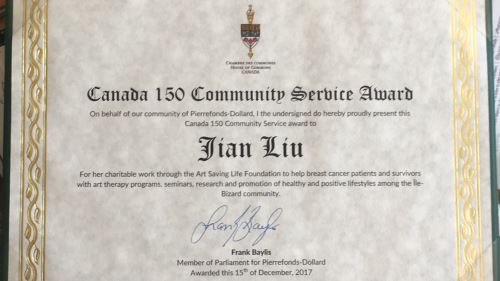 CHAMBRE DES COMMUNES
HOUSE OF COMMONS
CANADA
Canada 150 Community Service Award
On behalf of our community of Pierrefonds-Dollard, I the undersigned do hereby proudly present this
Canada 150 Community Service award to
Jian Liu
For her charitable work through the Art Saving Life Foundation to help breast cancer patients and survivors
with art therapy programs, seminars, research and promotion of healthy and positive lifestyles among the Île-
Bizard community.
Frank Baylis
Frank Baylis
Member of Parliament for Pierrefonds-Dollard
Awarded this 15th of December, 2017